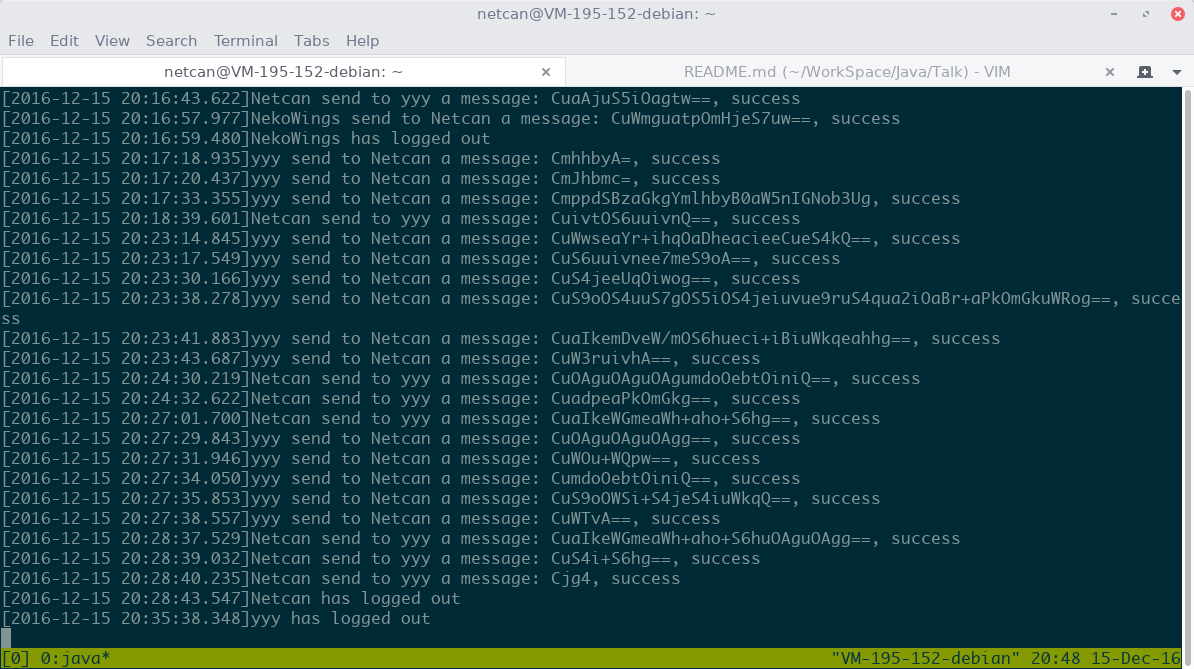 netcan@VM-195-152-debian: ~
File Edit View Search Terminal Tabs Help
netcan@VM-195-152-debian: ~ README.md (~/WorkSpace/Java/Talk) - VIM
[2016-12-15 20:16:43.622]Netcan send to yyy a message: CuaAjuS5iOagtw==, success
[2016-12-15 20:16:57.977]NekoWings send to Netcan a message: CuWmguatpOmHjeS7uw==, success
[2016-12-15 20:16:59.480]NekoWings has logged out
[2016-12-15 20:17:18.935]yyy send to Netcan a message: CmhhbyA=, success
[2016-12-15 20:17:20.437]yyy send to Netcan a message: CmJhbmc=, success
[2016-12-15 20:17:33.355]yyy send to Netcan a message: CmppdSBzaGkgYmlhbyB0aW5nIGNob3Ug, success
[2016-12-15 20:18:39.601]Netcan send to yyy a message: CuivtOS6uuivnQ==, success
[2016-12-15 20:23:14.845]yyy send to Netcan a message: CuWwseaYr+ihqOaDheacieeCueS4kQ==, success
[2016-12-15 20:23:17.549]yyy send to Netcan a message: CuS6uuivnee7meS9oA==, success
[2016-12-15 20:23:30.166]yyy send to Netcan a message: CuS4jeeUqOiwog==, success
[2016-12-15 20:23:38.278]yyy send to Netcan a message: CuS9oOS4uuS7gOS5iOS4jeiuvue9ruS4qua2iOaBr+aPkOmGkuWRog==, succe
ss
[2016-12-15 20:23:41.883]yyy send to Netcan a message: CuaIkemDveW/mOS6hueci+iBiuWkqeahhg==, success
[2016-12-15 20:23:43.687]yyy send to Netcan a message: CuW3ruivhA==, success
[2016-12-15 20:24:30.219]Netcan send to yyy a message: CuOAguOAguOAgumdoOebtOiniQ==, success
[2016-12-15 20:24:32.622]Netcan send to yyy a message: CuadpeaPkOmGkg==, success
[2016-12-15 20:27:01.700]Netcan send to yyy a message: CuaIkeWGmeaWh+aho+S6hg==, success
[2016-12-15 20:27:29.843]yyy send to Netcan a message: CuOAguOAguOAgg==, success
[2016-12-15 20:27:31.946]yyy send to Netcan a message: CuWOu+WQpw==, success
[2016-12-15 20:27:34.050]yyy send to Netcan a message: CumdoOebtOiniQ==, success
[2016-12-15 20:27:35.853]yyy send to Netcan a message: CuS9oOWSi+S4jeS4iuWkqQ==, success
[2016-12-15 20:27:38.557]yyy send to Netcan a message: CuWTvA==, success
[2016-12-15 20:28:37.529]Netcan send to yyy a message: CuaIkeWGmeaWh+aho+S6huOAguOAgg==, success
[2016-12-15 20:28:39.032]Netcan send to yyy a message: CuS4i+S6hg==, success
[2016-12-15 20:28:40.235]Netcan send to yyy a message: Cjg4, success
[2016-12-15 20:28:43.547]Netcan has logged out
[2016-12-15 20:35:38.348]yyy has logged out
[0] 0:java* "VM-195-152-debian" 20:48 15-Dec-16